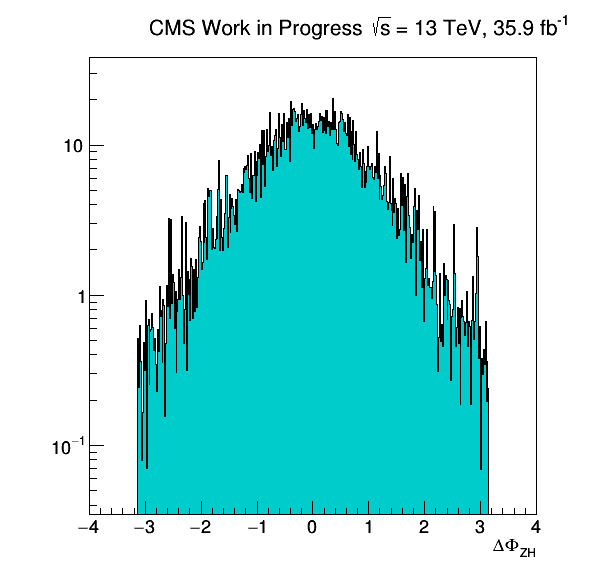 CMS Work in Progress √s = 13 TeV, 35.9 fb⁻¹
10
1
10⁻¹
−4 −3 −2 −1 0 1 2 3 4
ΔΦ_ZH